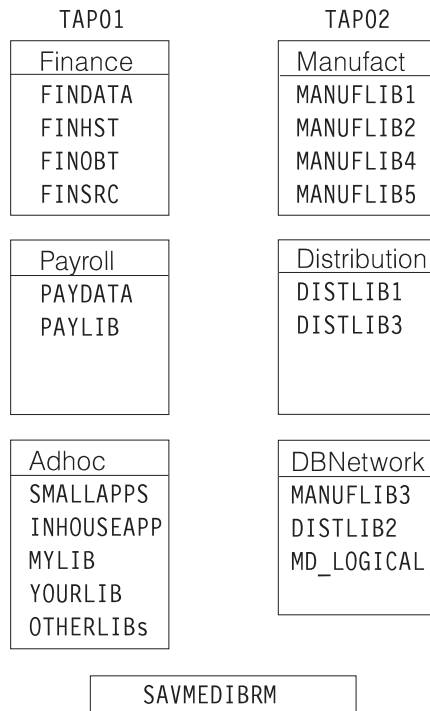 TAP01
Finance
FINDATA
FINHST
FINOBT
FINSRC
Payroll
PAYDATA
PAYLIB
Adhoc
SMALLAPPS
INHOUSEAPP
MYLIB
YOURLIB
OTHERLIBs
TAP02
Manufact
MANUFLIB1
MANUFLIB2
MANUFLIB4
MANUFLIB5
Distribution
DISTLIB1
DISTLIB3
DBNetwork
MANUFLIB3
DISTLIB2
MD_LOGICAL
SAVMEDIBRM